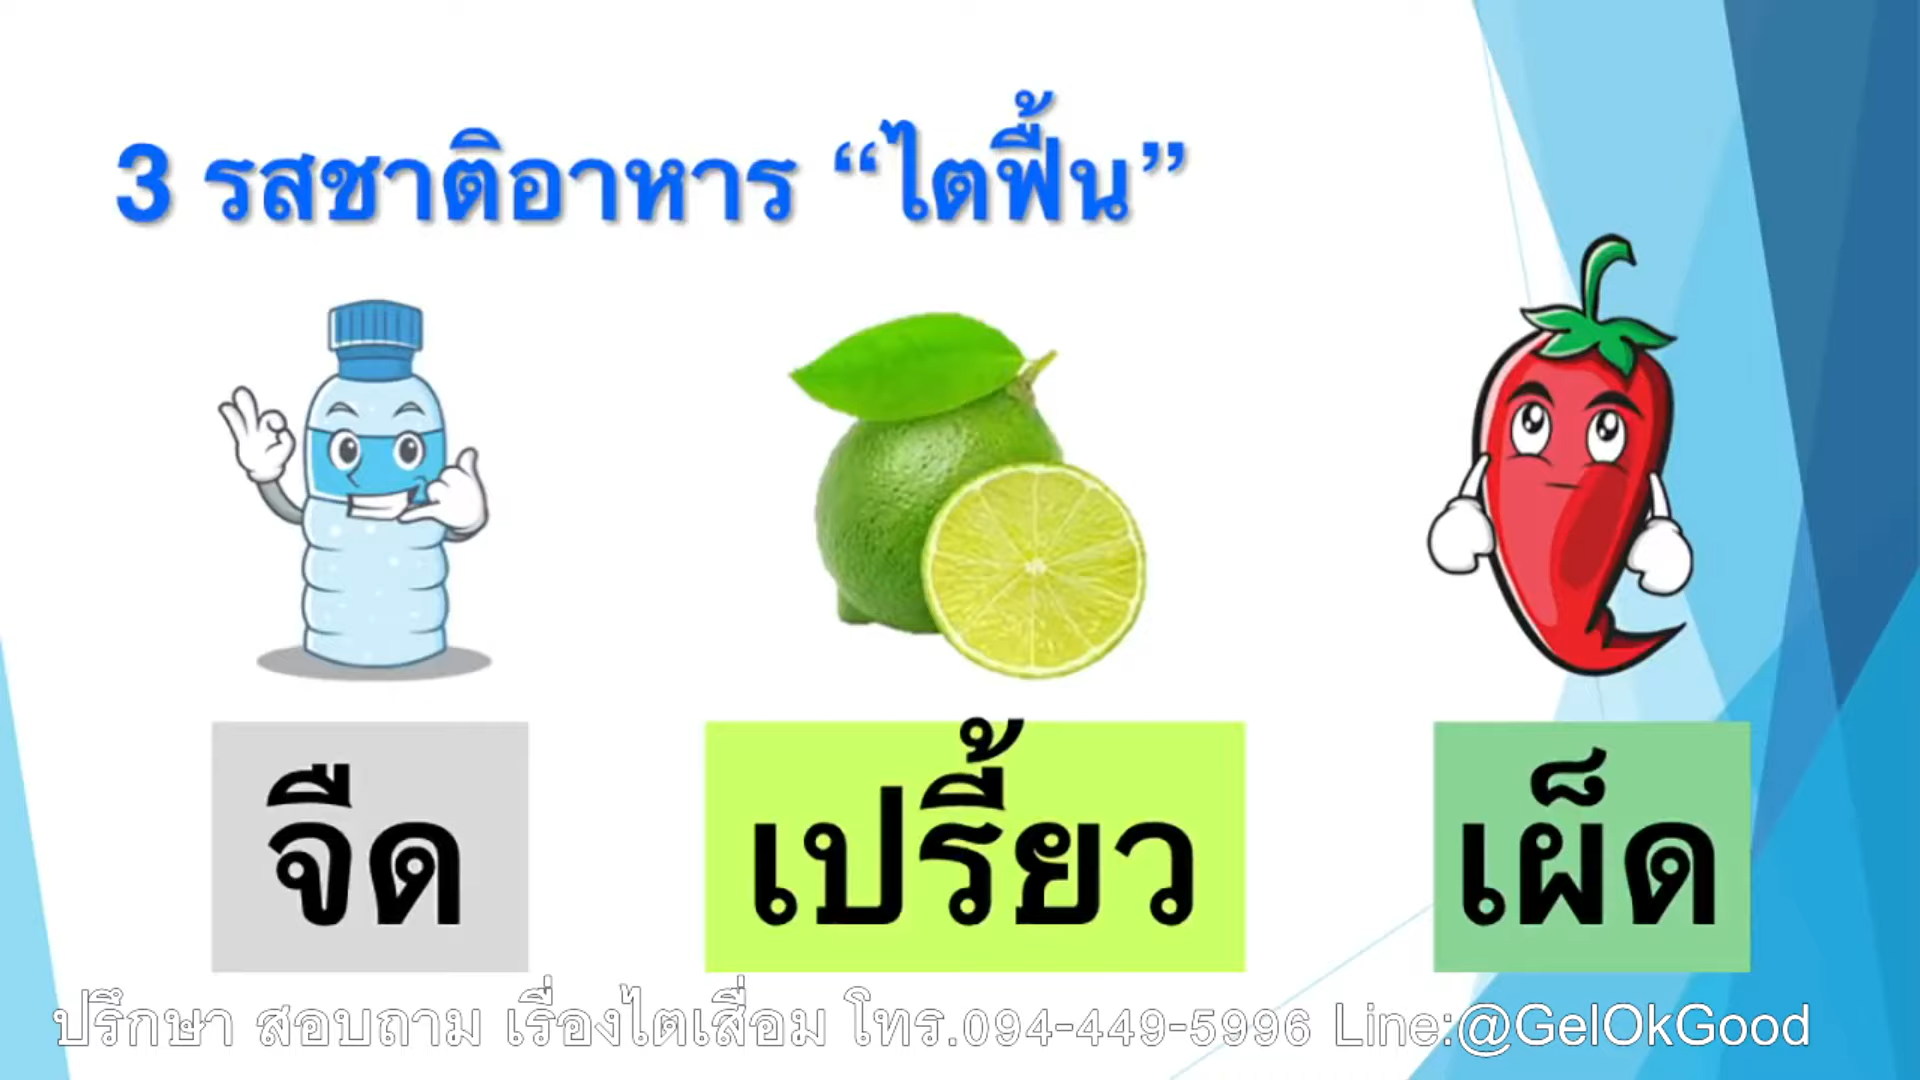 3 รสชาติอาหาร “ไตฟื้น”
จืด
เปรี้ยว
เผ็ด
ปรึกษา สอบถาม เรื่องไตเสื่อม โทร.094-449-5996 Line:@GelOkGood